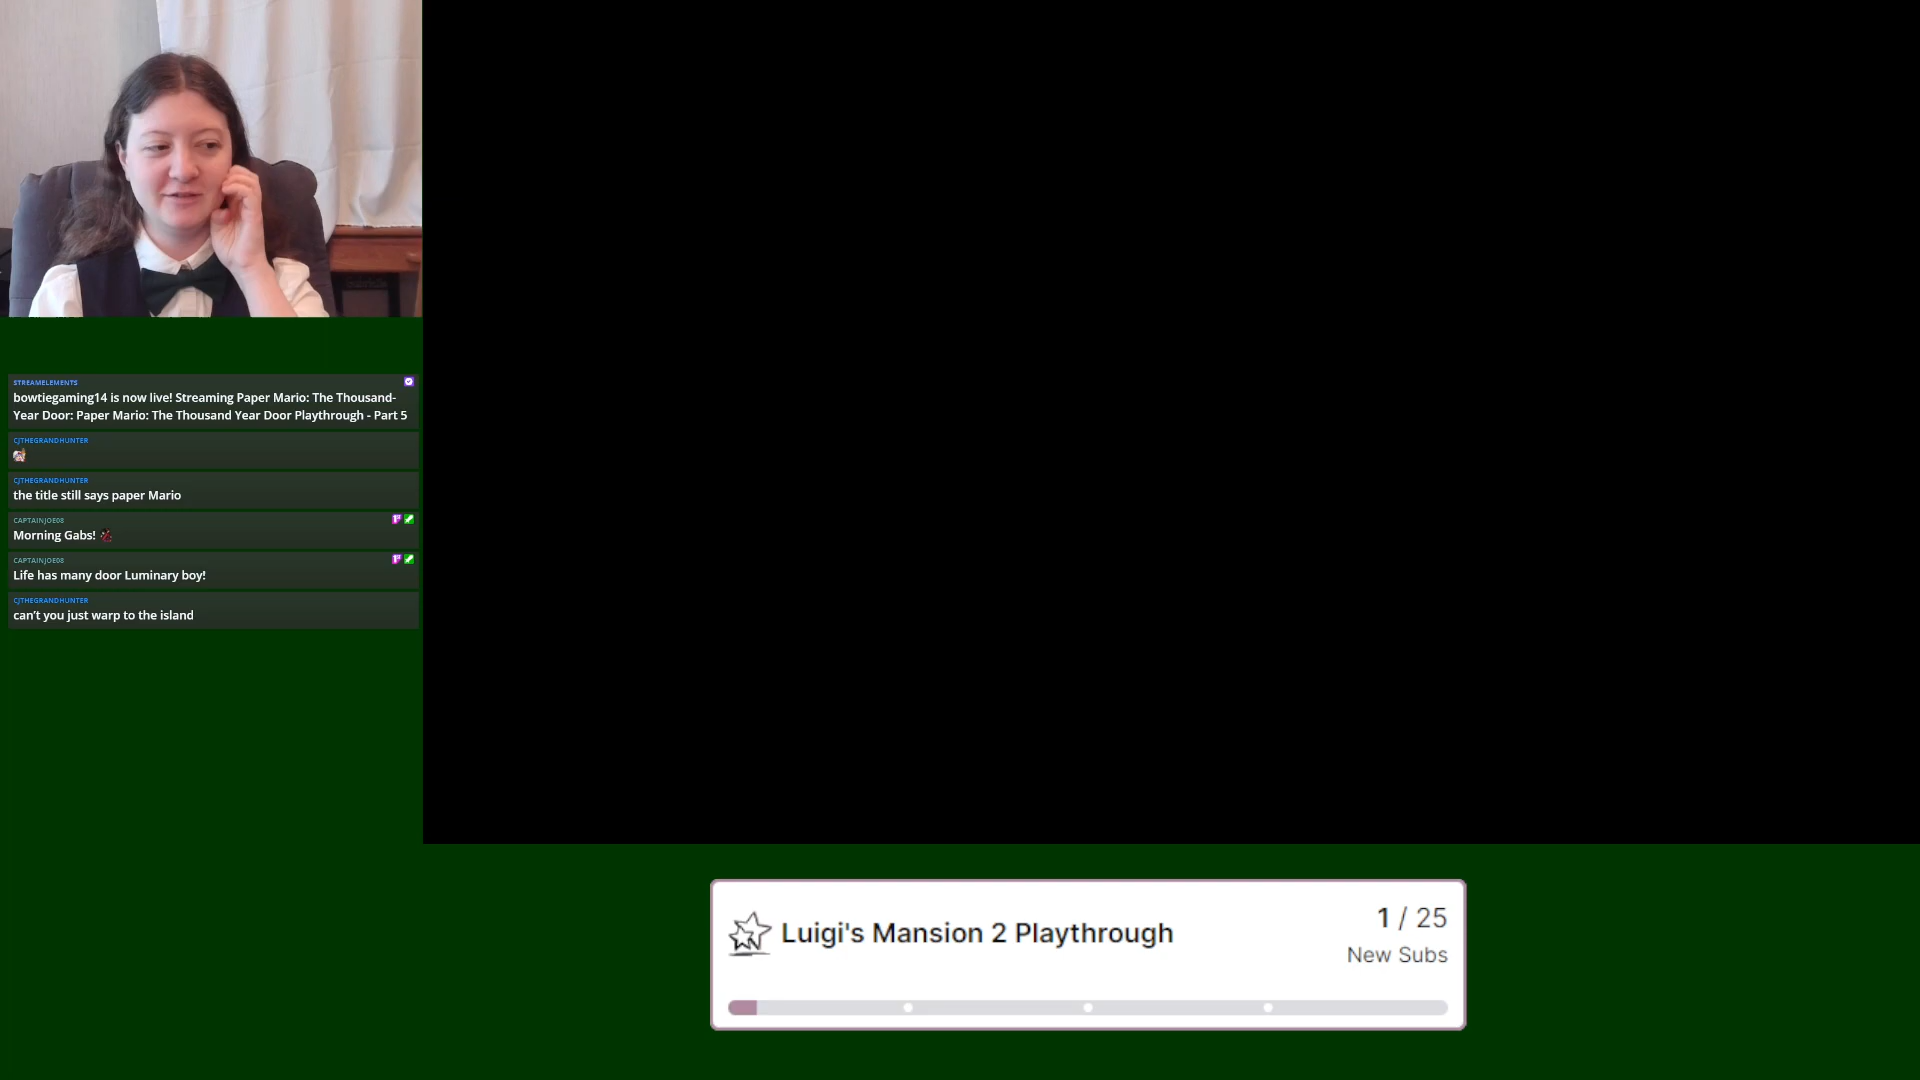 STREAMELEMENTS
bowtiegaming14 is now live! Streaming Paper Mario: The Thousand-
Year Door: Paper Mario: The Thousand Year Door Playthrough - Part 5
CJTHEGRANDHUNTER
CJTHEGRANDHUNTER
the title still says paper Mario
CAPTAINJOE08
Morning Gabs!
CAPTAINJOE08
Life has many door Luminary boy!
CJTHEGRANDHUNTER
can't you just warp to the island
Luigi's Mansion 2 Playthrough
1 / 25
New Subs